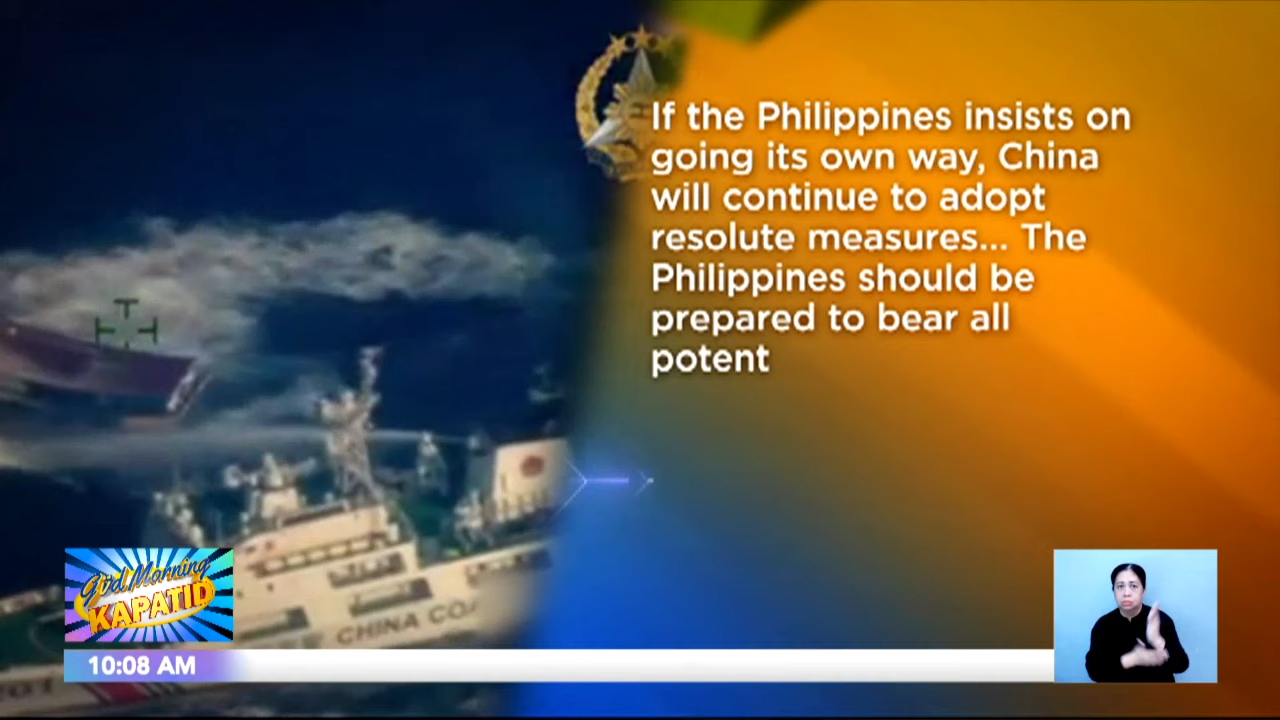 If the Philippines insists on
going its own way, China
will continue to adopt
resolute measures... The
Philippines should be
prepared to bear all
potent
CHINA CO
Gud Morning
KAPATID
10:08 AM